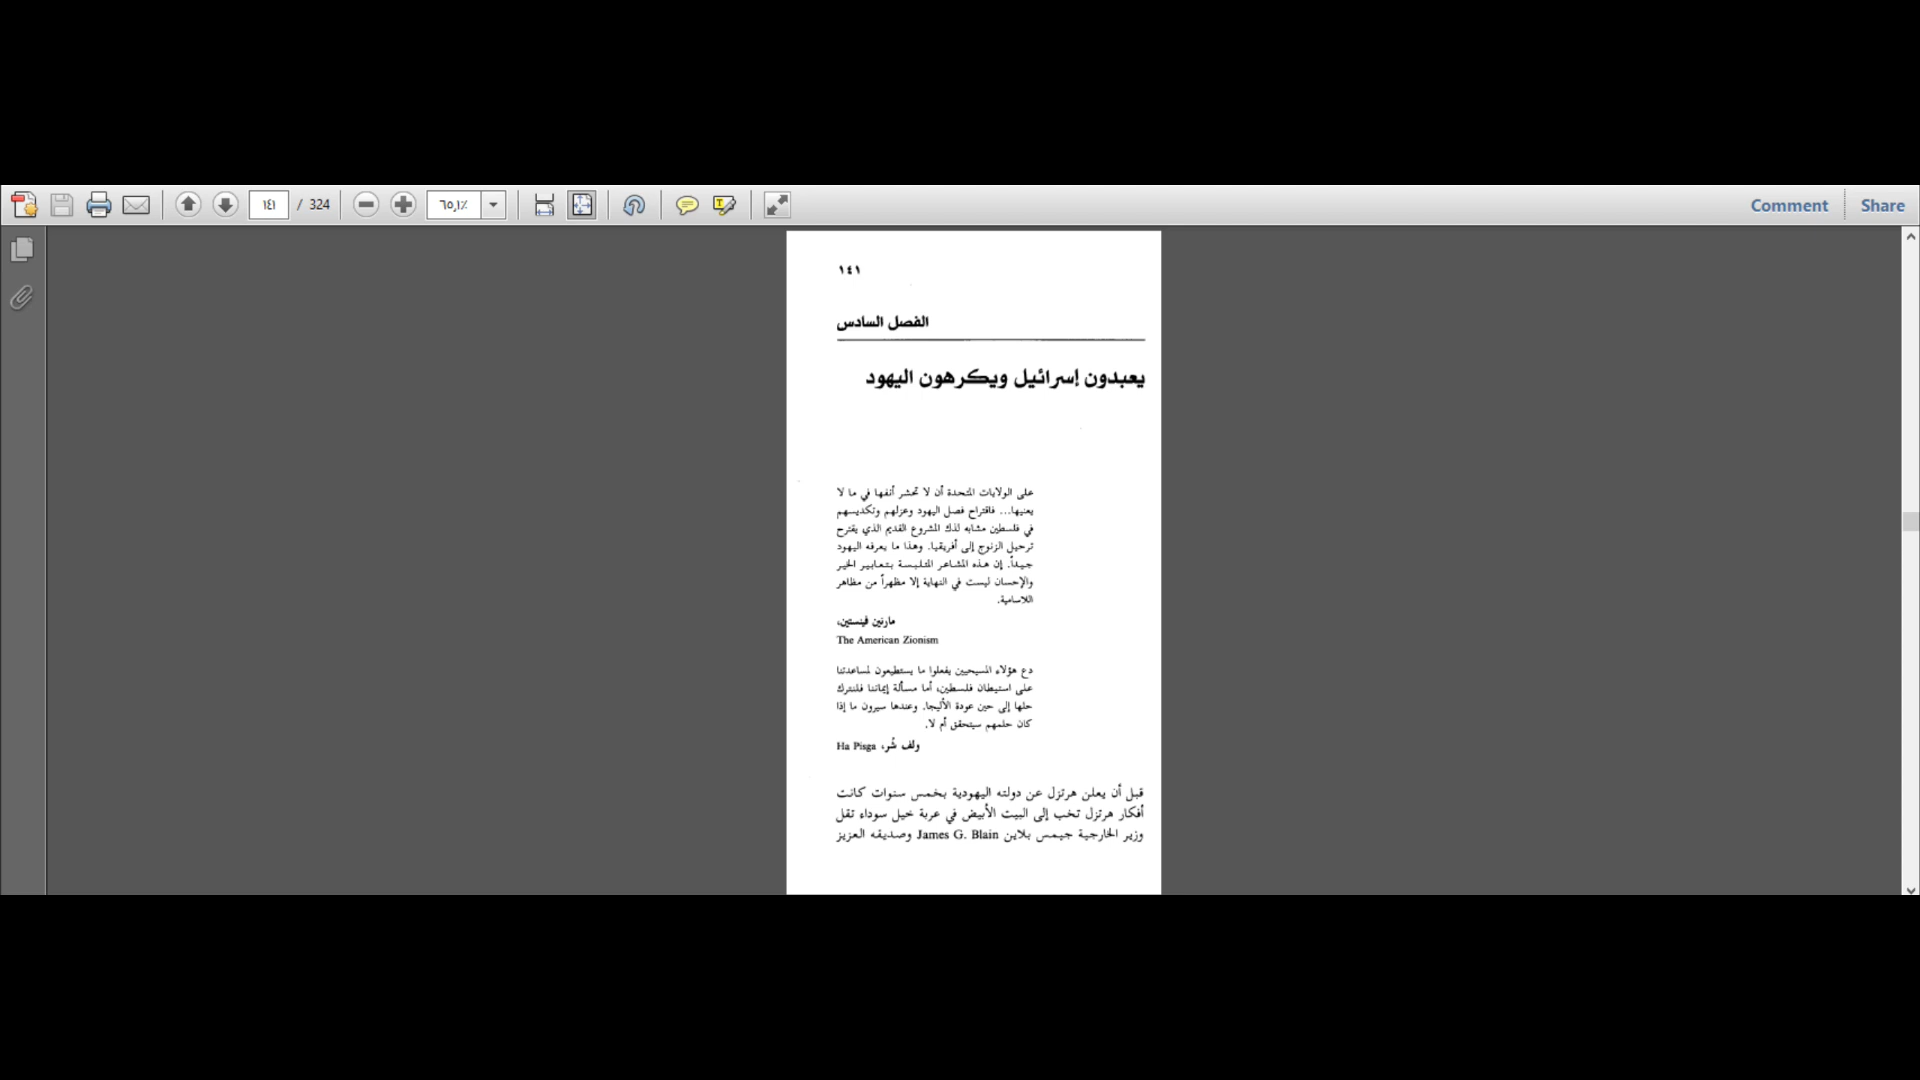 ١٤١ / 324
٦٥٫١٪
Comment
Share
١٤١
الفصل السادس
يعبدون إسرائيل ويكرهون اليهود
على الولايات المتحدة أن لا تحشر أنفها في ما لا
يعنيها... فاقتراح فصل اليهود وعزلهم وتكديسهم
في فلسطين مشابه لذلك المشروع القديم الذي يقترح
ترحيل الزنوج إلى أفريقيا. وهذا ما يعرفه اليهود
جيداً. إن هذه المشاعر المتلبسة بتعابير الخير
والإحسان ليست في النهاية إلا مظهراً من مظاهر
اللاسامية.
مارتين فينستين،
The American Zionism
دع هؤلاء المسيحيين يفعلوا ما يستطيعون لمساعدتنا
على استيطان فلسطين، أما مسألة إيماننا فلنترك
حلها إلى حين عودة الأليجا. وعندها سيرون ما إذا
كان حلمهم سيتحقق أم لا.
ولف شُر، Ha Pisga
قبل أن يعلن هرتزل عن دولته اليهودية بخمس سنوات كانت
أفكار هرتزل تخب إلى البيت الأبيض في عربة خيل سوداء تقل
وزير الخارجية جيمس بلاين James G. Blain وصديقه العزيز